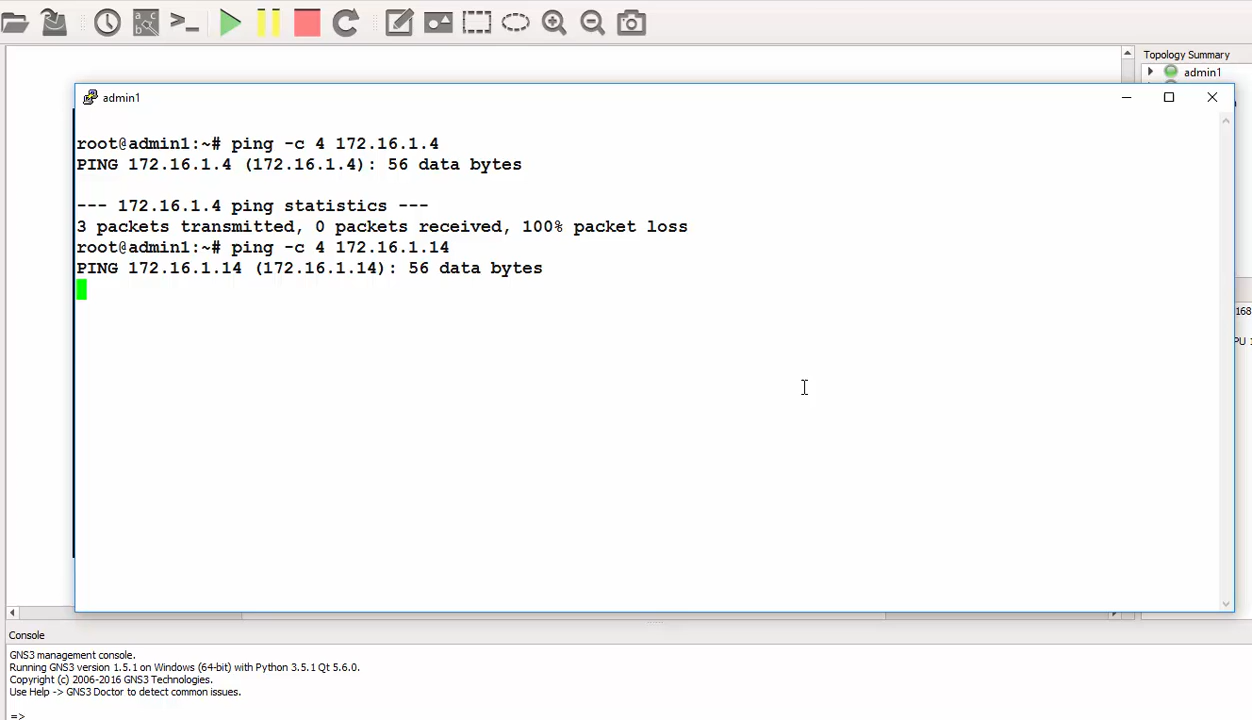 Topology Summary
admin1
admin1
root@admin1:~# ping -c 4 172.16.1.4
PING 172.16.1.4 (172.16.1.4): 56 data bytes
--- 172.16.1.4 ping statistics ---
3 packets transmitted, 0 packets received, 100% packet loss
root@admin1:~# ping -c 4 172.16.1.14
PING 172.16.1.14 (172.16.1.14): 56 data bytes
168
PU 1
Console
GNS3 management console.
Running GNS3 version 1.5.1 on Windows (64-bit) with Python 3.5.1 Qt 5.6.0.
Copyright (c) 2006-2016 GNS3 Technologies.
Use Help -> GNS3 Doctor to detect common issues.
=>